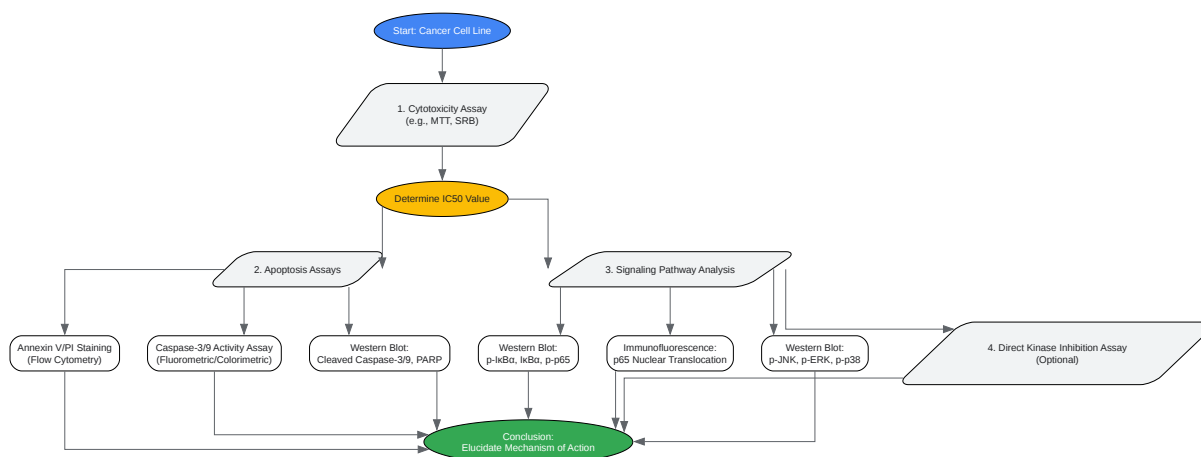 Start: Cancer Cell Line
1. Cytotoxicity Assay
(e.g., MTT, SRB)
Determine IC50 Value
2. Apoptosis Assays
3. Signaling Pathway Analysis
Annexin V/PI Staining
(Flow Cytometry)
Caspase-3/9 Activity Assay
(Fluorometric/Colorimetric)
Western Blot:
Cleaved Caspase-3/9, PARP
Western Blot:
p-IκBα, IκBα, p-p65
Immunofluorescence:
p65 Nuclear Translocation
Western Blot:
p-JNK, p-ERK, p-p38
4. Direct Kinase Inhibition Assay
(Optional)
Conclusion:
Elucidate Mechanism of Action